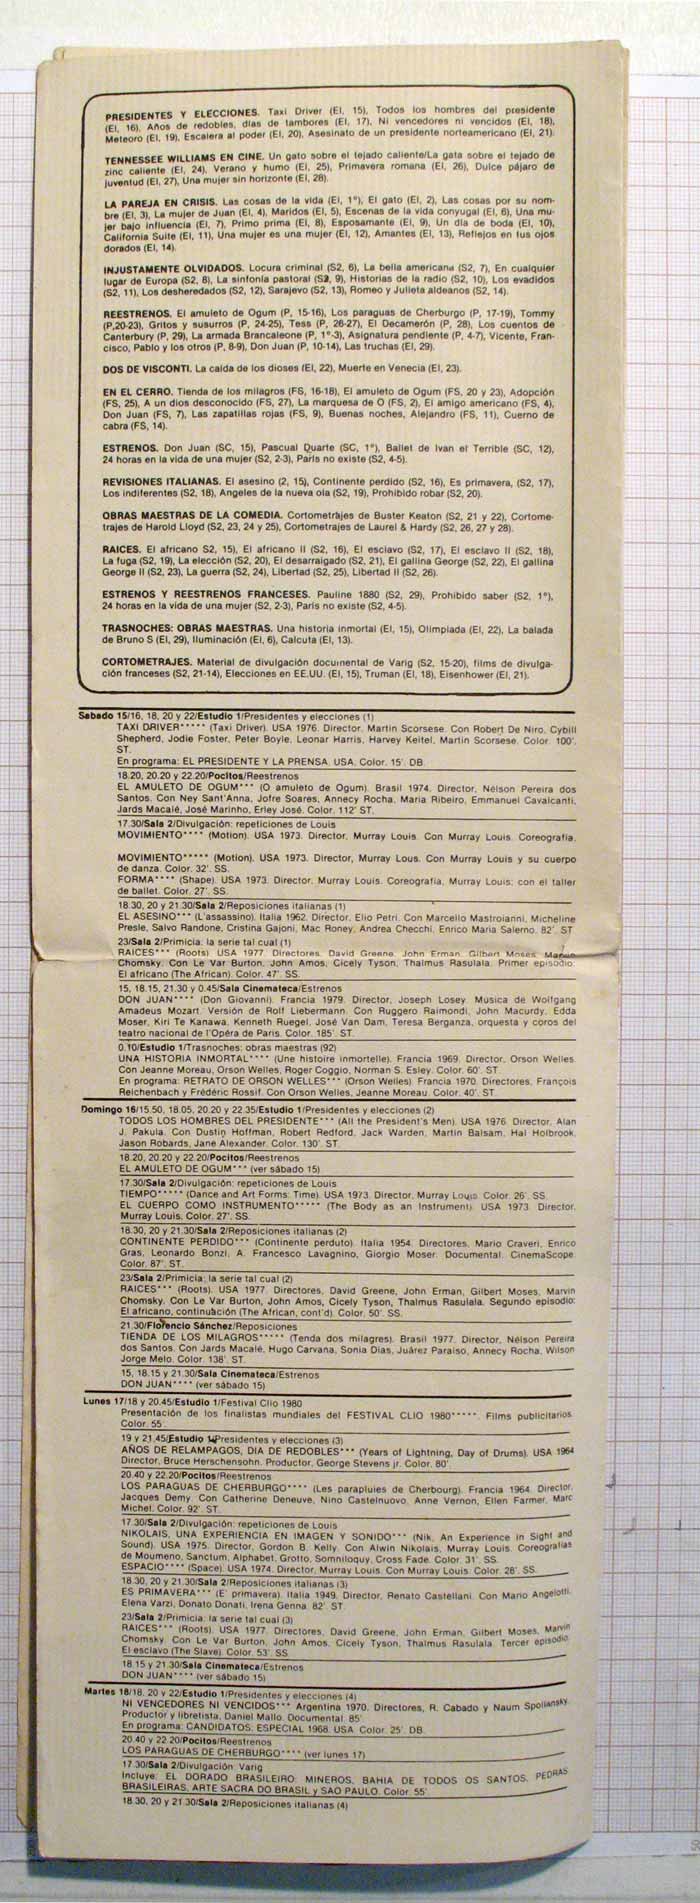 PRESIDENTES Y ELECCIONES. Taxi Driver (El, 15), Todos los hombres del presidente
(El, 16), Años de redobles, días de tambores (El, 17), Ni vencedores ni vencidos (El, 18),
Meteoro (El, 19), Escalera al poder (El, 20), Asesinato de un presidente norteamericano (El, 21).
TENNESSEE WILLIAMS EN CINE. Un gato sobre el tejado caliente/La gata sobre el tejado de
zinc caliente (El, 24), Verano y humo (El, 25), Primavera romana (El, 26), Dulce pájaro de
juventud (El, 27), Una mujer sin horizonte (El, 28).
LA PAREJA EN CRISIS. Las cosas de la vida (El, 1º), El gato (El, 2), Las cosas por su nom-
bre (El, 3), La mujer de Juan (El, 4), Maridos (El, 5), Escenas de la vida conyugal (El, 6), Una mu-
jer bajo influencia (El, 7), Primo prima (El, 8), Esposamante (El, 9), Un día de boda (El, 10),
California Suite (El, 11), Una mujer es una mujer (El, 12), Amantes (El, 13), Reflejos en tus ojos
dorados (El, 14).
INJUSTAMENTE OLVIDADOS. Locura criminal (S2, 6), La bella americana (S2, 7), En cualquier
lugar de Europa (S2, 8), La sinfonía pastoral (S2, 9), Historias de la radio (S2, 10), Los evadidos
(S2, 11), Los desheredados (S2, 12), Sarajevo (S2, 13), Romeo y Julieta aldeanos (S2, 14).
REESTRENOS. El amuleto de Ogum (P, 15-16), Los paraguas de Cherburgo (P, 17-19), Tommy
(P,20-23), Gritos y susurros (P, 24-25), Tess (P, 26-27), El Decamerón (P, 28), Los cuentos de
Canterbury (P, 29), La armada Brancaleone (P, 1º-3), Asignatura pendiente (P, 4-7), Vicente, Fran-
cisco, Pablo y los otros (P, 8-9), Don Juan (P, 10-14), Las truchas (El, 29).
DOS DE VISCONTI. La caída de los dioses (El, 22), Muerte en Venecia (El, 23).
EN EL CERRO. Tienda de los milagros (FS, 16-18), El amuleto de Ogum (FS, 20 y 23), Adopción
(FS, 25), A un dios desconocido (FS, 27), La marquesa de O (FS, 2), El amigo americano (FS, 4),
Don Juan (FS, 7), Las zapatillas rojas (FS, 9), Buenas noches, Alejandro (FS, 11), Cuerno de
cabra (FS, 14).
ESTRENOS. Don Juan (SC, 15), Pascual Duarte (SC, 1º), Ballet de Ivan el Terrible (SC, 12),
24 horas en la vida de una mujer (S2, 2-3), París no existe (S2, 4-5).
REVISIONES ITALIANAS. El asesino (2, 15), Continente perdido (S2, 16), Es primavera, (S2, 17),
Los indiferentes (S2, 18), Angeles de la nueva ola (S2, 19), Prohibido robar (S2, 20).
OBRAS MAESTRAS DE LA COMEDIA. Cortometrajes de Buster Keaton (S2, 21 y 22), Cortome-
trajes de Harold Lloyd (S2, 23, 24 y 25), Cortometrajes de Laurel & Hardy (S2, 26, 27 y 28).
RAICES. El africano S2, 15), El africano II (S2, 16), El esclavo (S2, 17), El esclavo II (S2, 18),
La fuga (S2, 19), La elección (S2, 20), El desarraigado (S2, 21), El gallina George (S2, 22), El gallina
George II (S2, 23), La guerra (S2, 24), Libertad (S2, 25), Libertad II (S2, 26).
ESTRENOS Y REESTRENOS FRANCESES. Pauline 1880 (S2, 29), Prohibido saber (S2, 1º),
24 horas en la vida de una mujer (S2, 2-3), París no existe (S2, 4-5).
TRASNOCHES: OBRAS MAESTRAS. Una historia inmortal (El, 15), Olimpíada (El, 22), La balada
de Bruno S (El, 29), Iluminación (El, 6), Calcuta (El, 13).
CORTOMETRAJES. Material de divulgación documental de Varig (S2, 15-20), films de divulga-
ción franceses (S2, 21-14), Elecciones en EE.UU. (El, 15), Truman (El, 18), Eisenhower (El, 21).
Sabado 15/16, 18, 20 y 22/Estudio 1/Presidentes y elecciones (1)
TAXI DRIVER***** (Taxi Driver). USA 1976. Director, Martin Scorsese. Con Robert De Niro, Cybill
Shepherd, Jodie Foster, Peter Boyle, Leonar Harris, Harvey Keitel, Martin Scorsese. Color. 100'.
ST.
En programa: EL PRESIDENTE Y LA PRENSA. USA. Color. 15'. DB.
18.20, 20.20 y 22.20/Pocitos/Reestrenos
EL AMULETO DE OGUM*** (O amuleto de Ogum). Brasil 1974. Director, Nélson Pereira dos
Santos. Con Ney Sant'Anna, Jofre Soares, Annecy Rocha, Maria Ribeiro, Emmanuel Cavalcanti,
Jards Macalé, José Marinho, Erley José. Color. 112' ST.
17.30/Sala 2/Divulgación: repeticiones de Louis
MOVIMIENTO**** (Motion). USA 1973. Director, Murray Louis. Con Murray Louis. Coreografía,
MOVIMIENTO***** (Motion). USA 1973. Director, Murray Lous. Con Murray Louis y su cuerpo
de danza. Color. 32'. SS.
FORMA**** (Shape). USA 1973. Director, Murray Louis. Coreografía, Murray Louis; con el taller
de ballet. Color. 27'. SS.
18.30, 20 y 21.30/Sala 2/Reposiciones italianas (1)
EL ASESINO*** (L'assassino). Italia 1962. Director, Elio Petri. Con Marcello Mastroianni, Micheline
Presle, Salvo Randone, Cristina Gajoni, Mac Roney, Andrea Checchi, Enrico Maria Salerno. 82'. ST
23/Sala 2/Primicia: la serie tal cual (1)
RAICES*** (Roots) USA 1977. Directores, David Greene, John Erman, Gilbert Moses, Marvin
Chomsky. Con Le Var Burton, John Amos, Cicely Tyson, Thalmus Rasulala. Primer episodio:
El africano (The African). Color. 47'. SS.
15, 18.15, 21.30 y 0.45/Sala Cinemateca/Estrenos
DON JUAN**** (Don Giovanni). Francia 1979. Director, Joseph Losey. Música de Wolfgang
Amadeus Mozart. Versión de Rolf Liebermann. Con Ruggero Raimondi, John Macurdy, Edda
Moser, Kiri Te Kanawa, Kenneth Ruegel, José Van Dam, Teresa Berganza, orquesta y coros del
teatro nacional de l'Opéra de Paris. Color. 185'. ST.
0.10/Estudio 1/Trasnoches: obras maestras (92)
UNA HISTORIA INMORTAL**** (Une histoire inmortelle). Francia 1969. Director, Orson Welles.
Con Jeanne Moreau, Orson Welles, Roger Coggio, Norman S. Esley. Color. 60'. ST.
En programa: RETRATO DE ORSON WELLES*** (Orson Welles). Francia 1970. Directores, François
Reichenbach y Frédéric Rossif. Con Orson Welles, Jeanne Moreau. Color. 40'. ST.
Domingo 16/15.50, 18.05, 20.20 y 22.35/Estudio 1/Presidentes y elecciones (2)
TODOS LOS HOMBRES DEL PRESIDENTE*** (All the President's Men). USA 1976. Director, Alan
J. Pakula. Con Dustin Hoffman, Robert Redford, Jack Warden, Martin Balsam, Hal Holbrook,
Jason Robards, Jane Alexander. Color. 130'. ST.
18.20, 20.20 y 22.20/Pocitos/Reestrenos
EL AMULETO DE OGUM*** (ver sábado 15)
17.30/Sala 2/Divulgación: repeticiones de Louis
TIEMPO***** (Dance and Art Forms: Time). USA 1973. Director, Murray Louis. Color. 26'. SS.
EL CUERPO COMO INSTRUMENTO***** (The Body as an Instrument). USA 1973. Director,
Murray Louis. Color. 27'. SS.
18.30, 20 y 21.30/Sala 2/Reposiciones italianas (2)
CONTINENTE PERDIDO*** (Continente perduto). Italia 1954. Directores, Mario Craveri, Enrico
Gras, Leonardo Bonzi, A. Francesco Lavagnino, Giorgio Moser. Documental. CinemaScope.
Color. 87'. ST.
23/Sala 2/Primicia: la serie tal cual (2)
RAICES*** (Roots). USA 1977. Directores, David Greene, John Erman, Gilbert Moses, Marvin
Chomsky. Con Le Var Burton, John Amos, Cicely Tyson, Thalmus Rasulala. Segundo episodio:
El africano, continuación (The African, cont'd). Color. 50'. SS.
21.30/Florencio Sánchez/Reposiciones
TIENDA DE LOS MILAGROS***** (Tenda dos milagres). Brasil 1977. Director, Nélson Pereira
dos Santos. Con Jards Macalé, Hugo Carvana, Sonia Dias, Juárez Paraíso, Annecy Rocha, Wilson
Jorge Melo. Color. 138'. ST.
15, 18.15 y 21.30/Sala Cinemateca/Estrenos
DON JUAN**** (ver sábado 15)
Lunes 17/18 y 20.45/Estudio 1/Festival Clio 1980
Presentación de los finalistas mundiales del FESTIVAL CLIO 1980*****. Films publicitarios.
Color. 55'.
19 y 21.45/Estudio 1/Presidentes y elecciones (3)
AÑOS DE RELAMPAGOS, DIA DE REDOBLES*** (Years of Lightning, Day of Drums). USA 1964
Director, Bruce Herschensohn. Productor, George Stevens jr. Color. 80'.
20.40 y 22.20/Pocitos/Reestrenos
LOS PARAGUAS DE CHERBURGO**** (Les parapluies de Cherbourg). Francia 1964. Director,
Jacques Demy. Con Catherine Deneuve, Nino Castelnuovo, Anne Vernon, Ellen Farmer, Marc
Michel. Color. 92'. ST.
17.30/Sala 2/Divulgación: repeticiones de Louis
NIKOLAIS, UNA EXPERIENCIA EN IMAGEN Y SONIDO*** (Nik, An Experience in Sight and
Sound). USA 1975. Director, Gordon B. Kelly. Con Alwin Nikolais, Murray Louis. Coreografías
de Moumeno, Sanctum, Alphabet, Grotto, Somniloquy, Cross Fade. Color. 31'. SS.
ESPACIO**** (Space). USA 1974. Director, Murray Louis. Con Murray Louis. Color. 28'. SS.
18.30, 20 y 21.30/Sala 2/Reposiciones italianas (3)
ES PRIMAVERA*** (E' primavera). Italia 1949. Director, Renato Castellani. Con Mario Angelotti,
Elena Varzi, Donato Donati, Irena Genna. 82'. ST.
23/Sala 2/Primicia: la serie tal cual (3)
RAICES*** (Roots). USA 1977. Directores, David Greene, John Erman, Gilbert Moses, Marvin
Chomsky. Con Le Var Burton, John Amos, Cicely Tyson, Thalmus Rasulala. Tercer episodio:
El esclavo (The Slave). Color. 53'. SS.
18.15 y 21.30/Sala Cinemateca/Estrenos
DON JUAN**** (ver sábado 15)
Martes 18/18, 20 y 22/Estudio 1/Presidentes y elecciones (4)
NI VENCEDORES NI VENCIDOS*** Argentina 1970. Directores, R. Cabado y Naum Spoliansky.
Productor y libretista, Daniel Mallo. Documental. 85'.
En programa: CANDIDATOS: ESPECIAL 1968. USA. Color. 25'. DB.
20.40 y 22.20/Pocitos/Reestrenos
LOS PARAGUAS DE CHERBURGO**** (ver lunes 17)
17.30/Sala 2/Divulgación: Varig
Incluye: EL DORADO BRASILEIRO: MINEROS, BAHIA DE TODOS OS SANTOS, PEDRAS
BRASILEIRAS, ARTE SACRA DO BRASIL y SAO PAULO. Color. 55'.
18.30, 20 y 21.30/Sala 2/Reposiciones italianas (4)
50